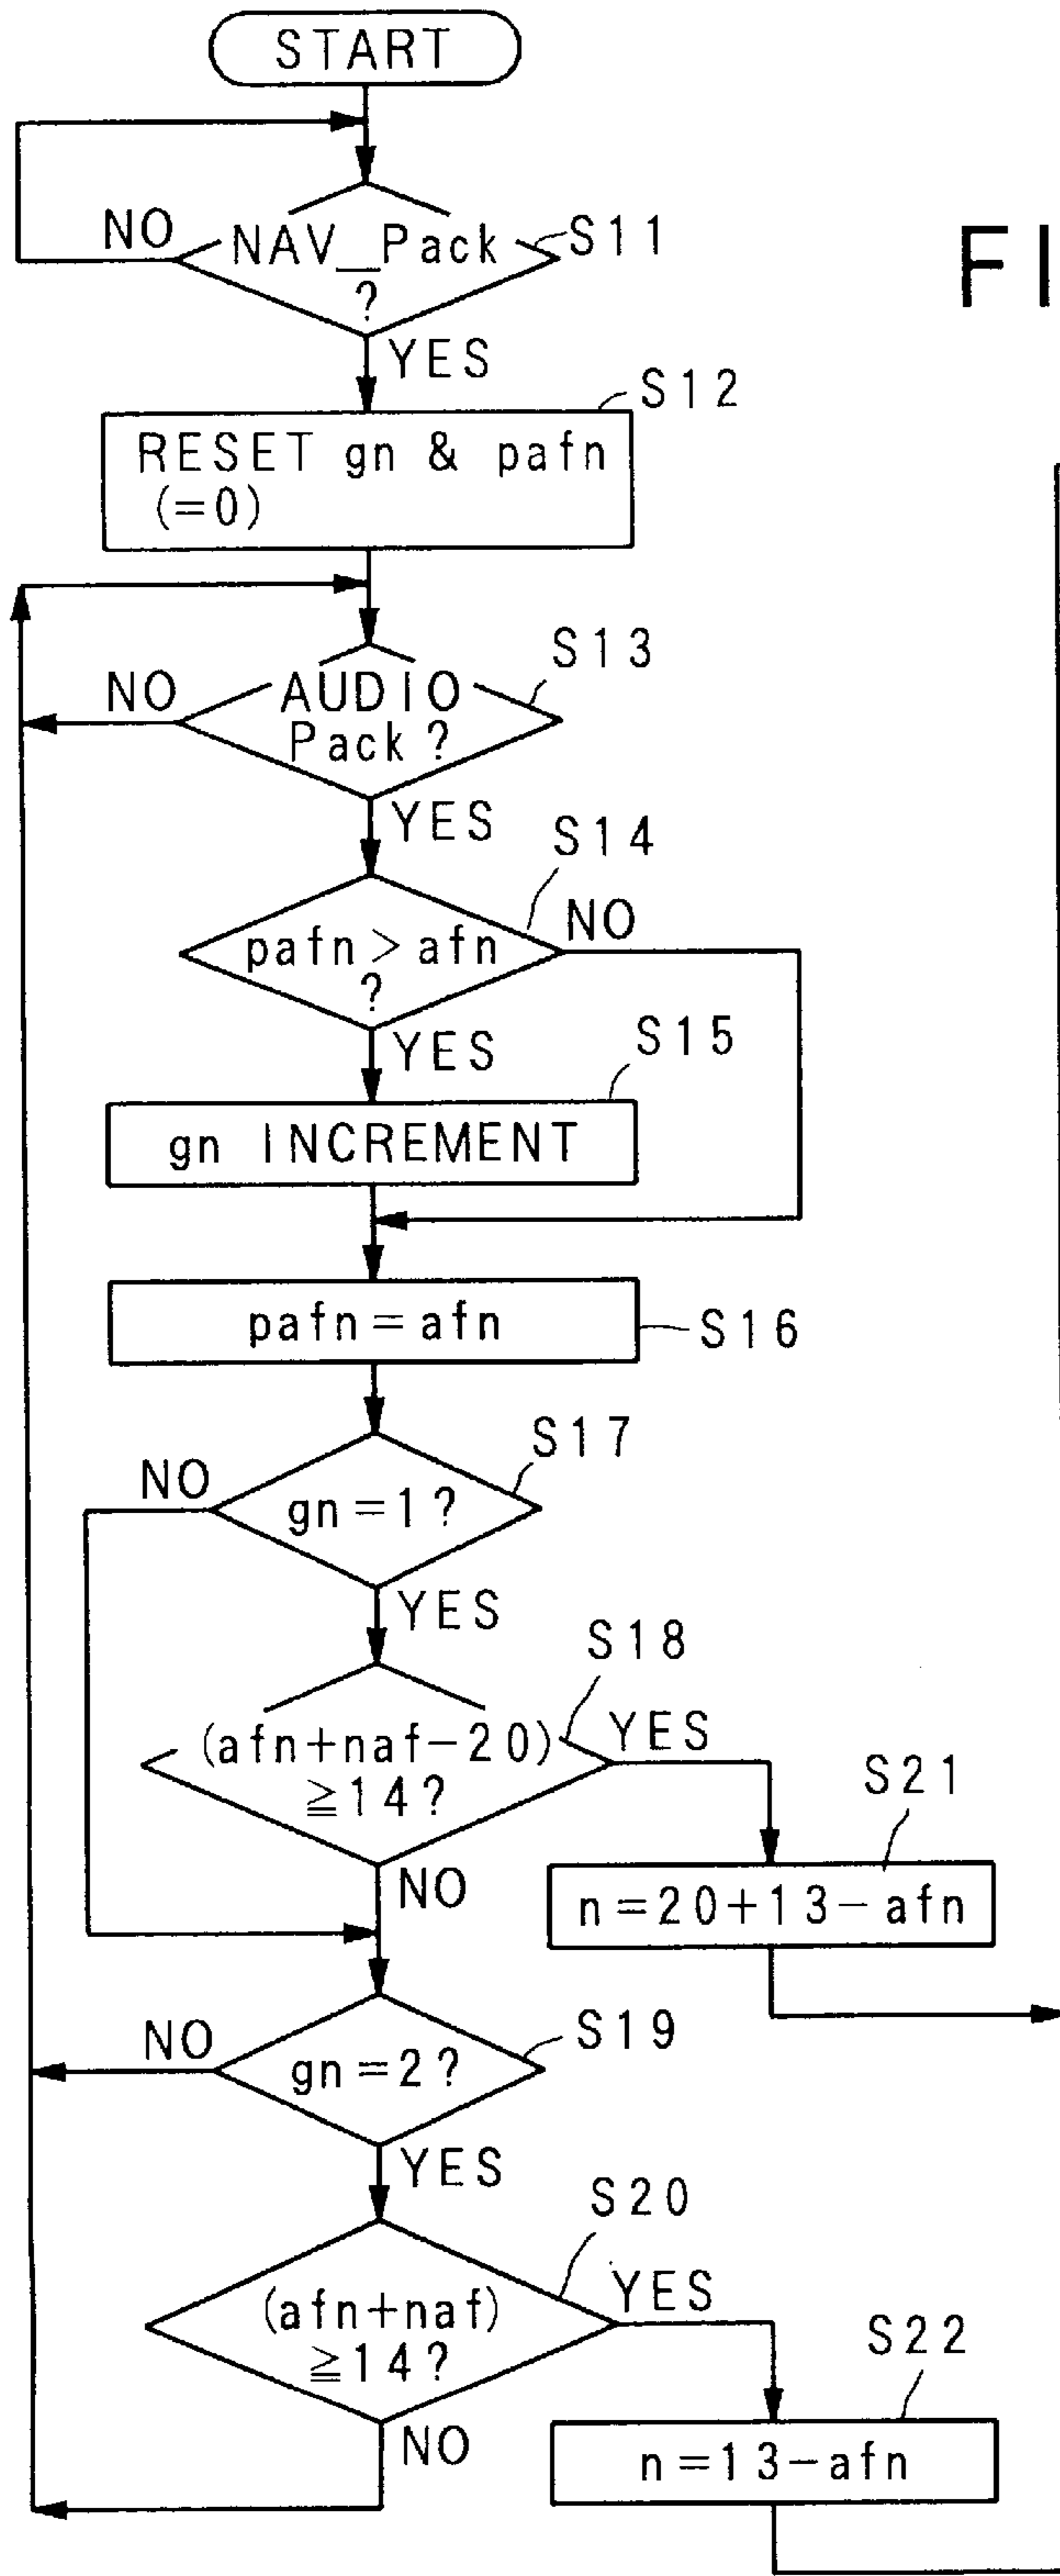 START
NO
NAV_Pack
?
S11
FI
YES
S12
RESET gn & pafn
(=0)
S13
NO
AUDIO
Pack?
YES
S14
NO
pafn>afn
?
YES
S15
gn INCREMENT
pafn=afn
S16
S17
NO
gn=1?
YES
S18
(afn+naf-20)
≧14?
YES
S21
NO
n=20+13-afn
S19
NO
gn=2?
YES
S20
(afn+naf)
≧14?
YES
S22
NO
n=13-afn